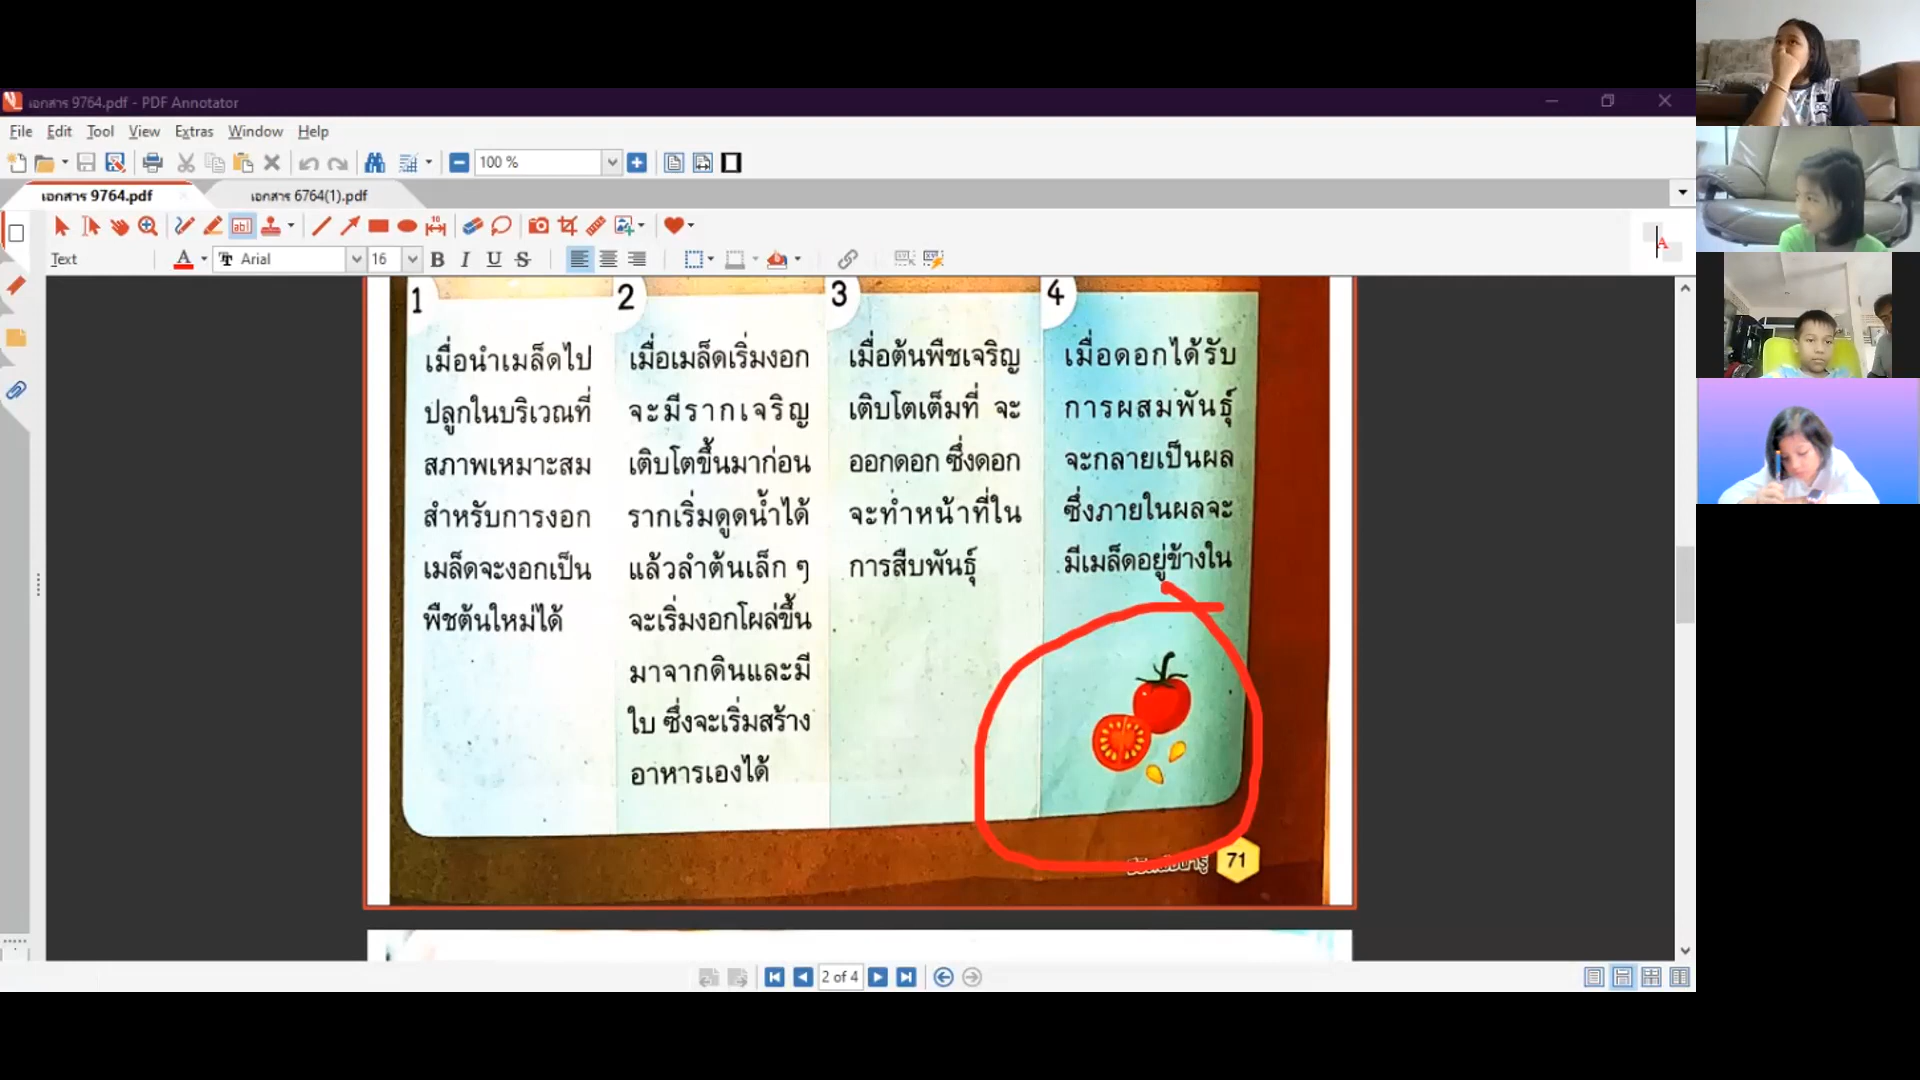 เอกสาร 9764.pdf - PDF Annotator
File Edit Tool View Extras Window Help
100 %
เอกสาร 9764.pdf
เอกสาร 6764(1).pdf
Text
Arial
16
B I U S
1
เมื่อนำเมล็ดไป
ปลูกในบริเวณที่
สภาพเหมาะสม
สำหรับการงอก
เมล็ดจะงอกเป็น
พืชต้นใหม่ได้
2
เมื่อเมล็ดเริ่มงอก
จะมีรากเจริญ
เติบโตขึ้นมาก่อน
รากเริ่มดูดน้ำได้
แล้วลำต้นเล็ก ๆ
จะเริ่มงอกโผล่ขึ้น
มาจากดินและมี
ใบ ซึ่งจะเริ่มสร้าง
อาหารเองได้
3
เมื่อต้นพืชเจริญ
เติบโตเต็มที่ จะ
ออกดอก ซึ่งดอก
จะทำหน้าที่ใน
การสืบพันธุ์
4
เมื่อดอกได้รับ
การผสมพันธุ์
จะกลายเป็นผล
ซึ่งภายในผลจะ
มีเมล็ดอยู่ข้างใน
71
2 of 4